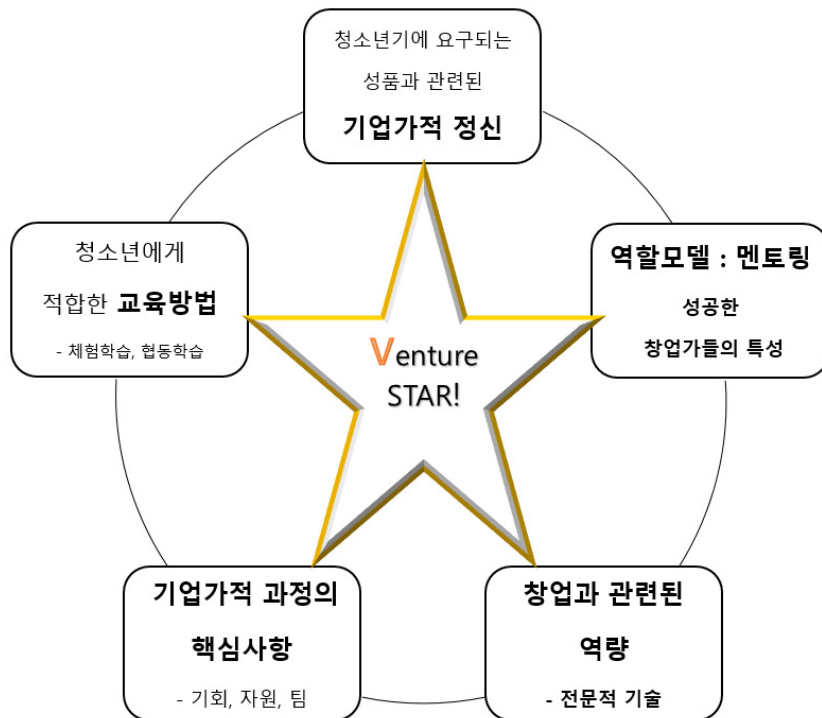 청소년기에 요구되는
성품과 관련된
기업가적 정신
청소년에게
적합한 교육방법
- 체험학습, 협동학습
역할모델 : 멘토링
성공한
창업가들의 특성
Venture
STAR!
기업가적 과정의
핵심사항
- 기회, 자원, 팀
창업과 관련된
역량
- 전문적 기술